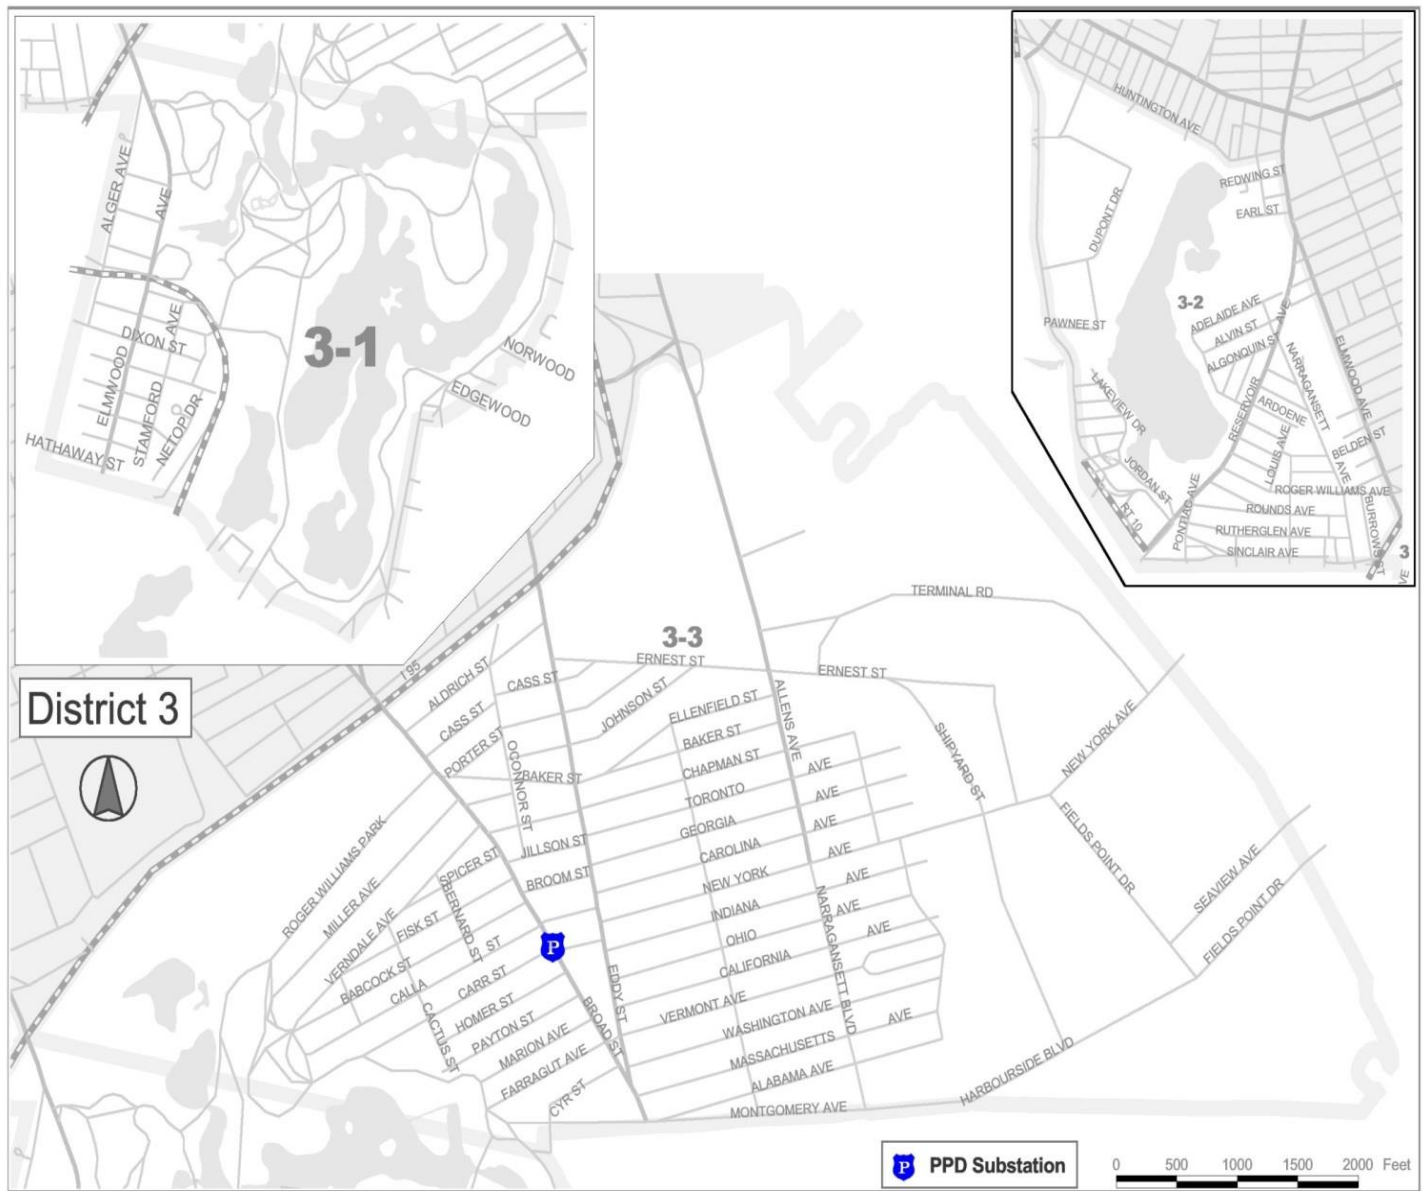 ALGER AVE
AVE
DIXON ST
AVE
ELMWOOD
STAMFORD
NETOP DR
HATHAWAY ST
3-1
NORWOOD
EDGEWOOD
HUNTINGTON AVE
REDWING ST
EARL ST
DUPONT DR
3-2
PAWNEE ST
ADELAIDE AVE
ALVIN ST
ALGONQUIN ST
AVE
NARRAGANSETT
AVE
ELMWOOD AVE
LAKEVIEW DR
RESERVOIR
ARDOENE
LOUIS AVE
BELDEN ST
JORDAN ST
RT 10
PONTIAC AVE
ROGER WILLIAMS AVE
ROUNDS AVE
RUTHERGLEN AVE
SINCLAIR AVE
BURROWS ST
3
VE
District 3
I 95
3-3
TERMINAL RD
ERNEST ST
ERNEST ST
ALDRICH ST
CASS ST
CASS ST
JOHNSON ST
ELLENFIELD ST
ALLENS AVE
PORTER ST
OCONNOR ST
BAKER ST
BAKER ST
CHAPMAN ST
TORONTO
AVE
GEORGIA
AVE
CAROLINA
AVE
NEW YORK
AVE
INDIANA
AVE
OHIO
AVE
CALIFORNIA
AVE
SHIPYARD ST
NEW YORK AVE
FIELDS POINT DR
SEAVIEW AVE
FIELDS POINT DR
JILLSON ST
BROOM ST
SPICER ST
BERNARD ST
ROGER WILLIAMS PARK
MILLER AVE
VERNDALE AVE
FISK ST
BABCOCK ST
CALLA
ST
CARR ST
CACTUS ST
HOMER ST
PAYTON ST
MARION AVE
FARRAGUT AVE
CYR ST
P
BROAD ST
EDDY ST
NARRAGANSETT BLVD
VERMONT AVE
WASHINGTON AVE
MASSACHUSETTS
AVE
ALABAMA AVE
MONTGOMERY AVE
HARBOURSIDE BLVD
P PPD Substation
0 500 1000 1500 2000 Feet